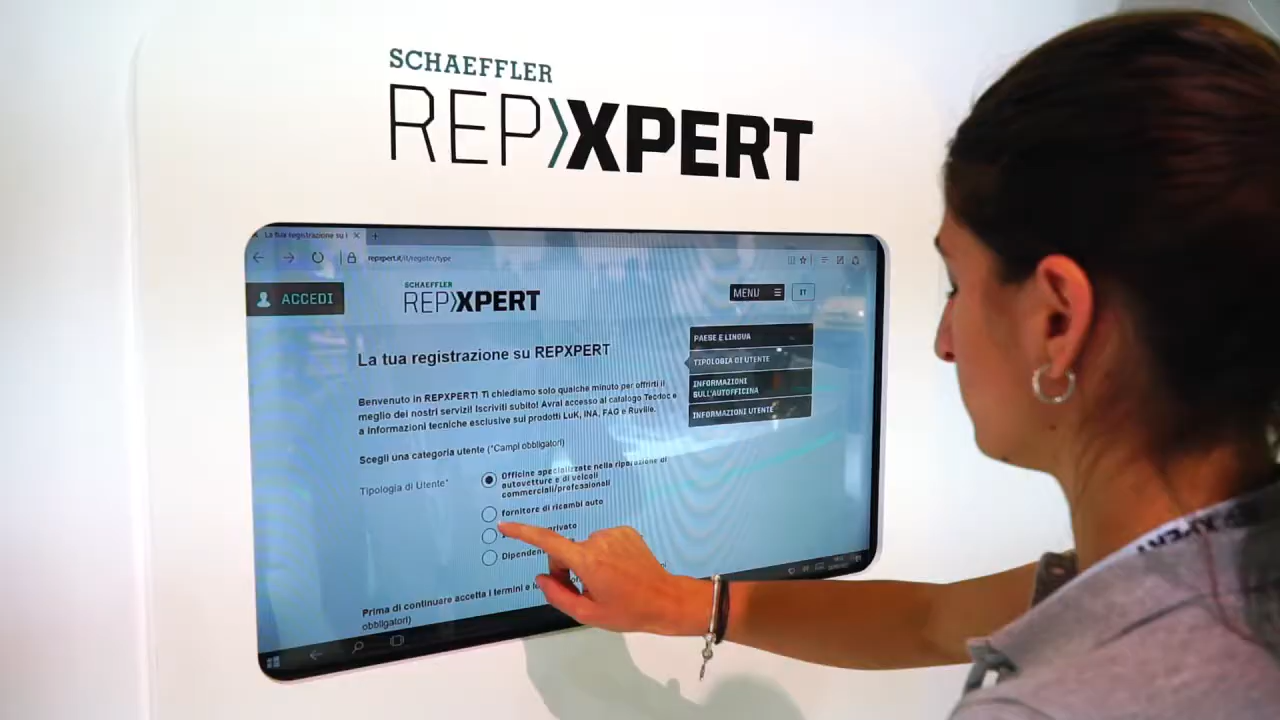 SCHAEFFLER
REPXPERT
La tua registrazione su
repxpert.it/it/register/type
ACCEDI
SCHAEFFLER
REPXPERT
MENU
IT
PAESE E LINGUA
TIPOLOGIA DI UTENTE
INFORMAZIONI
SULL'AUTOFFICINA
INFORMAZIONI UTENTE
La tua registrazione su REPXPERT
Benvenuto in REPXPERT! Ti chiediamo solo qualche minuto per offrirti il
meglio dei nostri servizi! Iscriviti subito! Avrai accesso al catalogo Tecdoc e
a informazioni tecniche esclusive sui prodotti LuK, INA, FAG e Ruville.
Scegli una categoria utente (*Campi obbligatori)
Tipologia di Utente*
Officine specializzate nella riparazione di
autovetture e di veicoli
commerciali/professionali
fornitore di ricambi auto
privato
Dipenden
Prima di continuare accetta i termini e le
obbligatori)